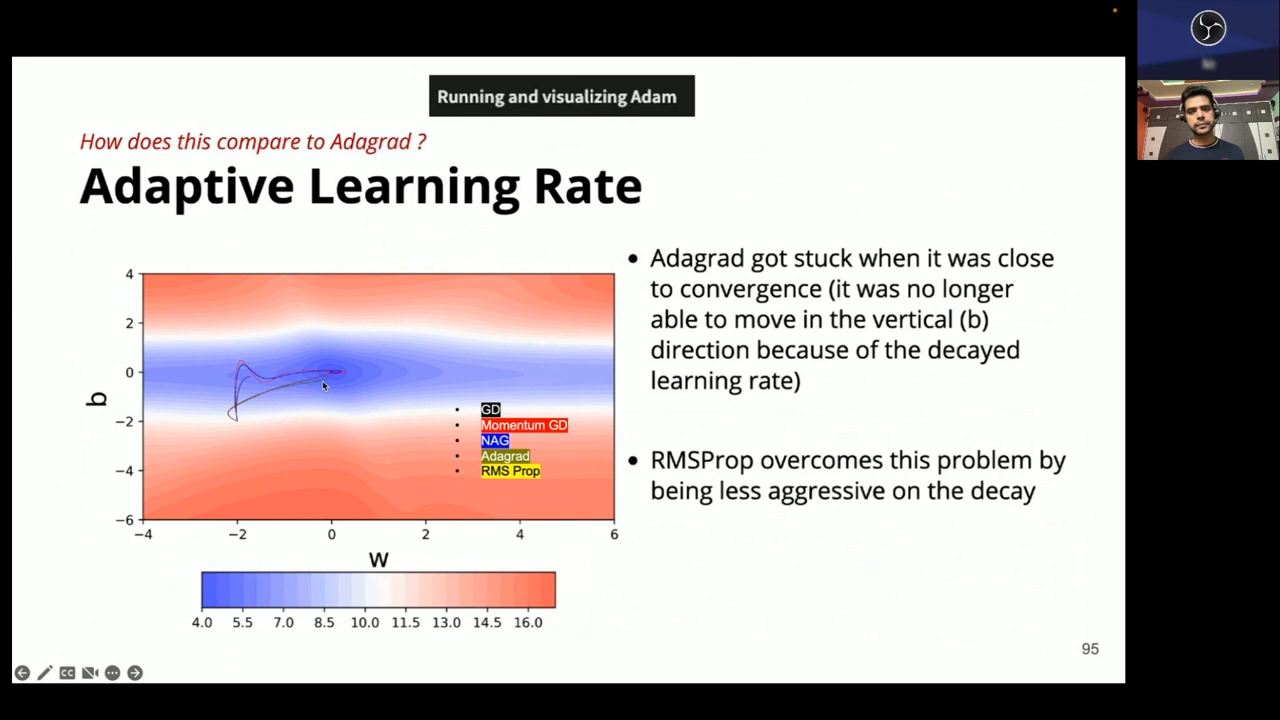 Running and visualizing Adam
How does this compare to Adagrad ?
Adaptive Learning Rate
• Adagrad got stuck when it was close
to convergence (it was no longer
able to move in the vertical (b)
direction because of the decayed
learning rate)
• RMSProp overcomes this problem by
being less aggressive on the decay
4
2
0
−2
−4
−6
b
• GD
• Momentum GD
• NAG
• Adagrad
• RMS Prop
−4 −2 0 2 4 6
w
4.0 5.5 7.0 8.5 10.0 11.5 13.0 14.5 16.0
95
CC